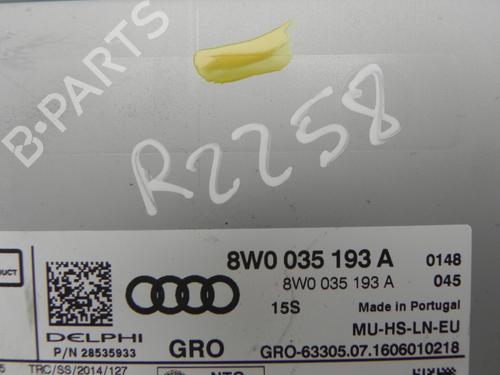 B-PARTS
R2258
8W0 035 193 A 0148
8W0 035 193 A 045
15S Made in Portugal
MU-HS-LN-EU
DELPHI
P/N 28535933 GRO GRO-63305.07.1606010218
TRC/SS/2014/127